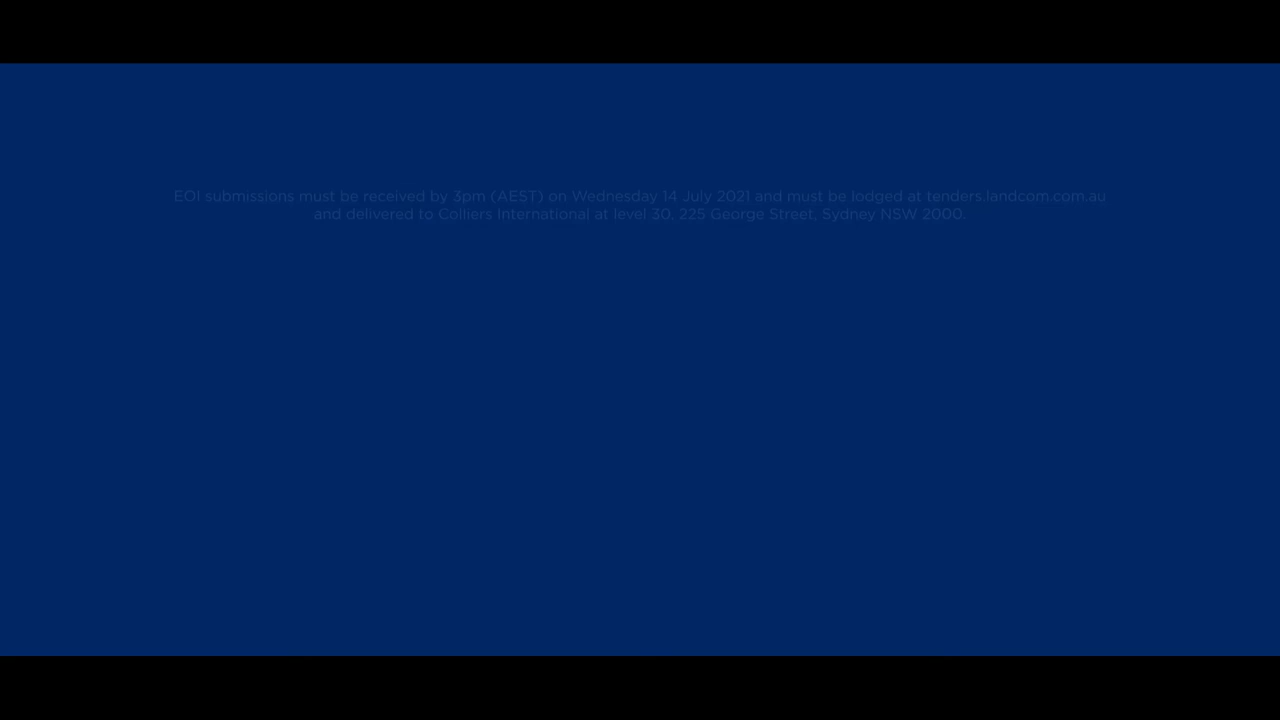 EOI submissions must be received by 3pm (AEST) on Wednesday 14 July 2021 and must be lodged at tenders.landcom.com.au
and delivered to Colliers International at level 30, 225 George Street, Sydney NSW 2000.